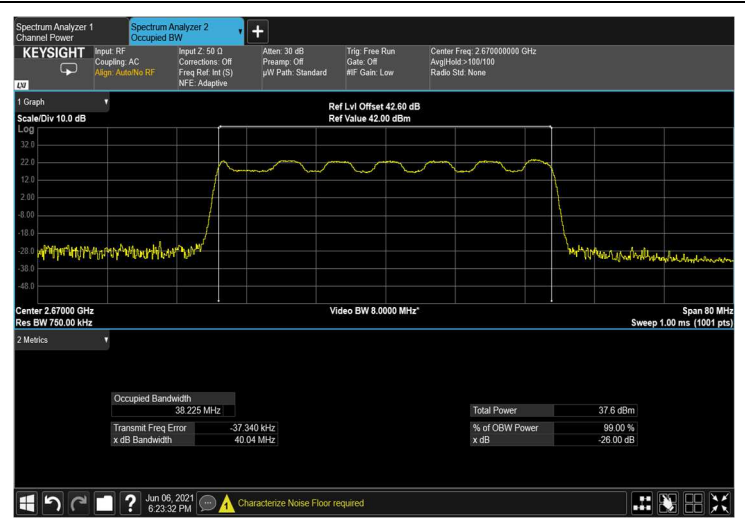 Spectrum Analyzer 1
Channel Power
Spectrum Analyzer 2
Occupied BW
KEYSIGHT
LXI
Input: RF
Coupling: AC
Align: Auto/No RF
Input Z: 50 Ω
Corrections: Off
Freq Ref: Int (S)
NFE: Adaptive
Atten: 30 dB
Preamp: Off
µW Path: Standard
Trig: Free Run
Gate: Off
#IF Gain: Low
Center Freq: 2.670000000 GHz
Avg|Hold:>100/100
Radio Std: None
1 Graph
Scale/Div 10.0 dB
Ref Lvl Offset 42.60 dB
Ref Value 42.00 dBm
Log
32.0
22.0
12.0
2.00
-8.00
-18.0
-28.0
-38.0
-48.0
Center 2.67000 GHz
Res BW 750.00 kHz
Video BW 8.0000 MHz*
Span 80 MHz
Sweep 1.00 ms (1001 pts)
2 Metrics
Occupied Bandwidth
38.225 MHz
Transmit Freq Error -37.340 kHz
x dB Bandwidth 40.04 MHz
Total Power 37.6 dBm
% of OBW Power 99.00 %
x dB -26.00 dB
?
Jun 06, 2021
6:23:32 PM
1
Characterize Noise Floor required